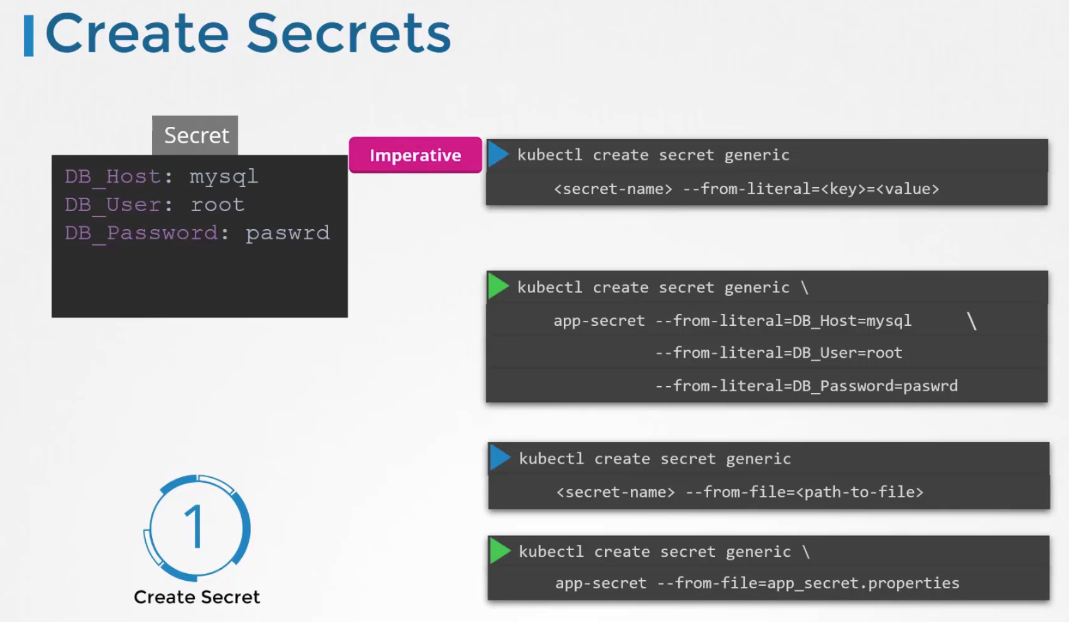 Create Secrets
Secret
DB_Host: mysql
DB_User: root
DB_Password: paswrd
Imperative
kubectl create secret generic
<secret-name> --from-literal=<key>=<value>
kubectl create secret generic \
app-secret --from-literal=DB_Host=mysql \
--from-literal=DB_User=root
--from-literal=DB_Password=paswrd
kubectl create secret generic
<secret-name> --from-file=<path-to-file>
kubectl create secret generic \
app-secret --from-file=app_secret.properties
1
Create Secret